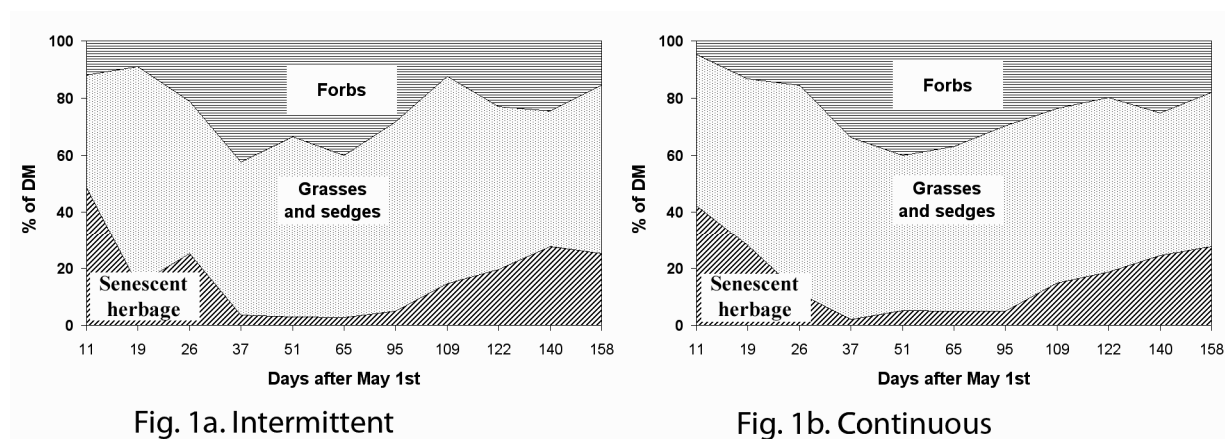 100
80
60
40
20
0
% of DM
Forbs
Grasses
and sedges
Senescent
herbage
11 19 26 37 51 65 95 109 122 140 158
Days after May 1st
Fig. 1a. Intermittent
100
80
60
40
20
0
% of DM
Forbs
Grasses
and sedges
Senescent
herbage
11 19 26 37 51 65 95 109 122 140 158
Days after May 1st
Fig. 1b. Continuous